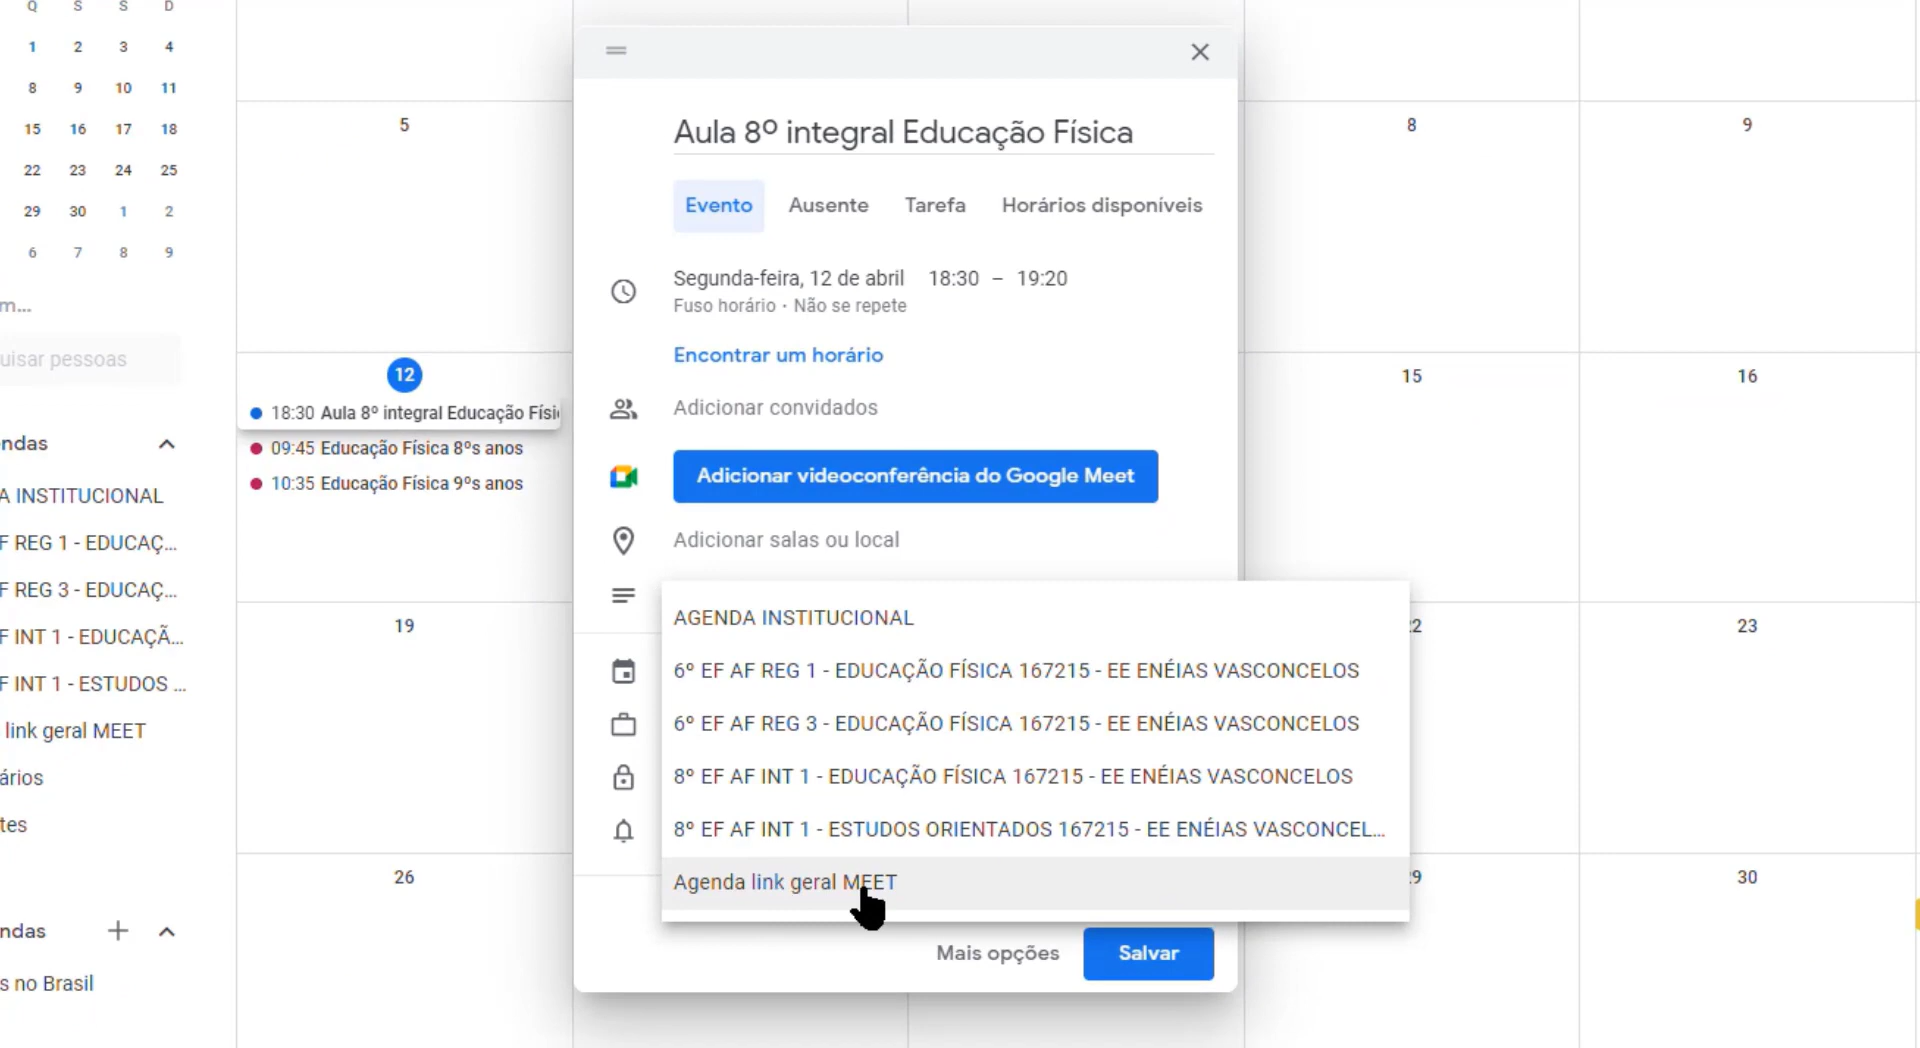 Q S S D
1 2 3 4
8 9 10 11
15 16 17 18
22 23 24 25
29 30 1 2
6 7 8 9
m...
uisar pessoas
ndas
A INSTITUCIONAL
F REG 1 - EDUCAÇ...
F REG 3 - EDUCAÇ...
F INT 1 - EDUCAÇÃ...
F INT 1 - ESTUDOS ...
link geral MEET
ários
tes
ndas
s no Brasil
5
8
9
12
18:30 Aula 8º integral Educação Físi
09:45 Educação Física 8ºs anos
10:35 Educação Física 9ºs anos
15
16
19
22
23
26
29
30
Aula 8º integral Educação Física
Evento Ausente Tarefa Horários disponíveis
Segunda-feira, 12 de abril 18:30 – 19:20
Fuso horário · Não se repete
Encontrar um horário
Adicionar convidados
Adicionar videoconferência do Google Meet
Adicionar salas ou local
AGENDA INSTITUCIONAL
6º EF AF REG 1 - EDUCAÇÃO FÍSICA 167215 - EE ENÉIAS VASCONCELOS
6º EF AF REG 3 - EDUCAÇÃO FÍSICA 167215 - EE ENÉIAS VASCONCELOS
8º EF AF INT 1 - EDUCAÇÃO FÍSICA 167215 - EE ENÉIAS VASCONCELOS
8º EF AF INT 1 - ESTUDOS ORIENTADOS 167215 - EE ENÉIAS VASCONCEL...
Agenda link geral MEET
Mais opções Salvar